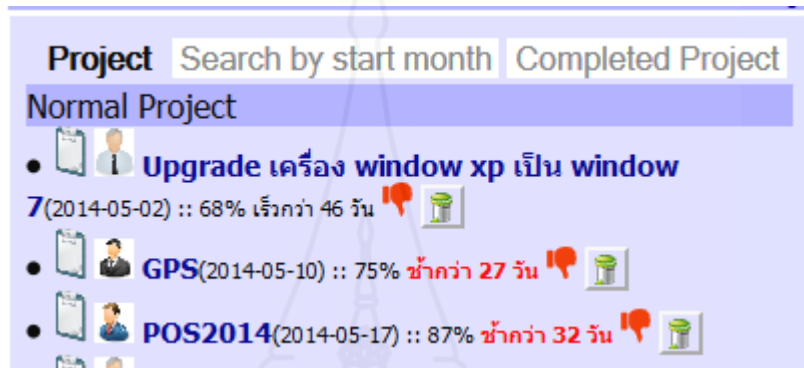 Project Search by start month Completed Project
Normal Project
Upgrade เครื่อง window xp เป็น window
7(2014-05-02) :: 68% เร็วกว่า 46 วัน
GPS(2014-05-10) :: 75% ช้ากว่า 27 วัน
POS2014(2014-05-17) :: 87% ช้ากว่า 32 วัน